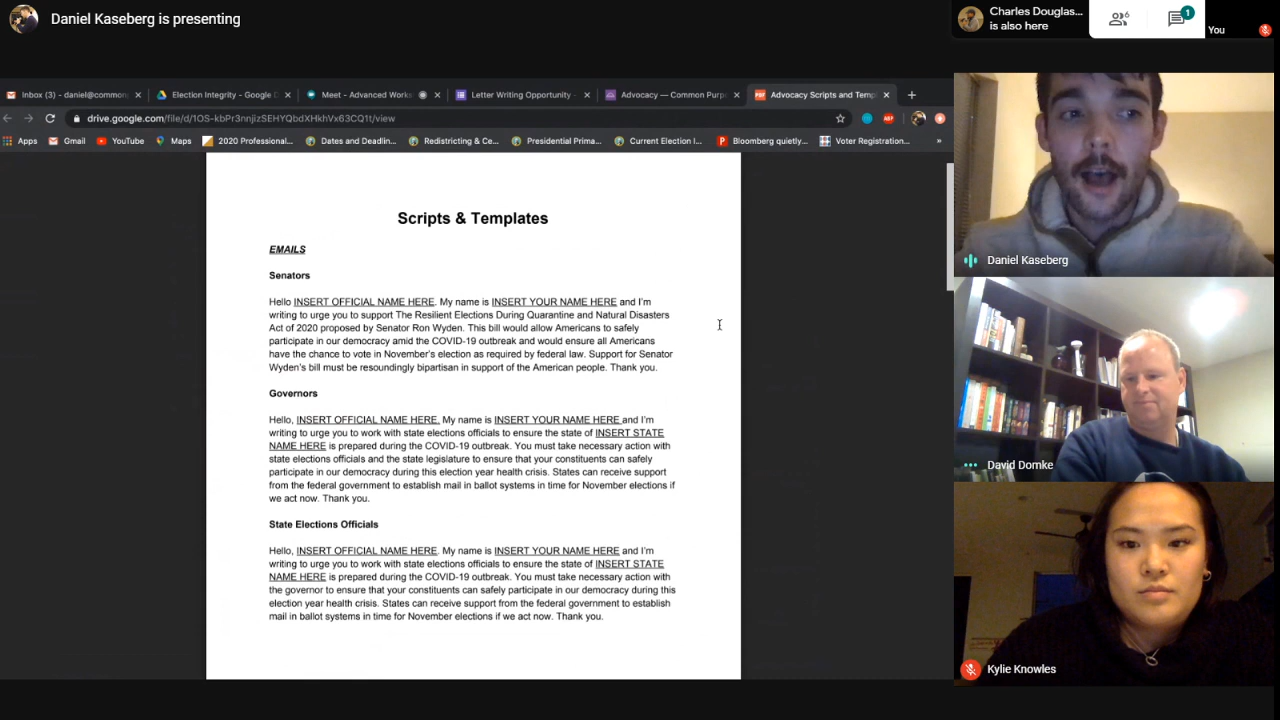 Daniel Kaseberg is presenting
Charles Douglas...
is also here
6
1
You
Inbox (3) - daniel@common
Election Integrity - Google D
Meet - Advanced Works
Letter Writing Opportunity -
Advocacy — Common Purp
Advocacy Scripts and Temp
Apps
Gmail
YouTube
Maps
2020 Professional...
Dates and Deadlin...
Redistricting & Ce...
Presidential Prima...
Current Election I...
Bloomberg quietly...
Voter Registration...
»
Scripts & Templates
EMAILS
Senators
Hello INSERT OFFICIAL NAME HERE. My name is INSERT YOUR NAME HERE and I'm
writing to urge you to support The Resilient Elections During Quarantine and Natural Disasters
Act of 2020 proposed by Senator Ron Wyden. This bill would allow Americans to safely
participate in our democracy amid the COVID-19 outbreak and would ensure all Americans
have the chance to vote in November's election as required by federal law. Support for Senator
Wyden's bill must be resoundingly bipartisan in support of the American people. Thank you.
Governors
Hello, INSERT OFFICIAL NAME HERE. My name is INSERT YOUR NAME HERE and I'm
writing to urge you to work with state elections officials to ensure the state of INSERT STATE
NAME HERE is prepared during the COVID-19 outbreak. You must take necessary action with
state elections officials and the state legislature to ensure that your constituents can safely
participate in our democracy during this election year health crisis. States can receive support
from the federal government to establish mail in ballot systems in time for November elections if
we act now. Thank you.
State Elections Officials
Hello, INSERT OFFICIAL NAME HERE. My name is INSERT YOUR NAME HERE and I'm
writing to urge you to work with state elections officials to ensure the state of INSERT STATE
NAME HERE is prepared during the COVID-19 outbreak. You must take necessary action with
the governor to ensure that your constituents can safely participate in our democracy during this
election year health crisis. States can receive support from the federal government to establish
mail in ballot systems in time for November elections if we act now. Thank you.
Daniel Kaseberg
David Domke
Kylie Knowles